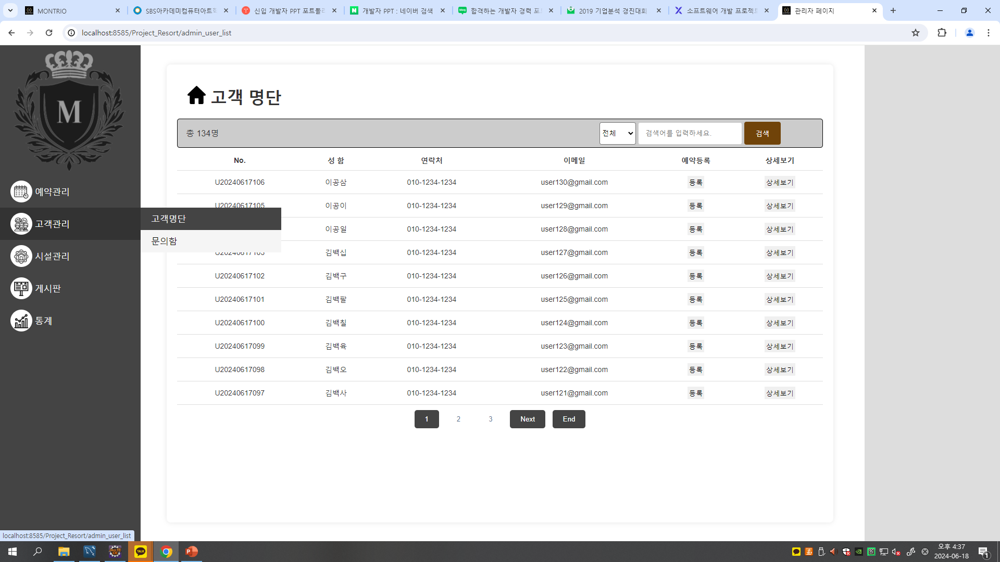 MONTRIO
SBS아카데미컴퓨터아트학
신입 개발자 PPT 포트폴리
개발자 PPT : 네이버 검색
합격하는 개발자 경력 포
2019 기업분석 경진대회
소프트웨어 개발 프로젝트
관리자 페이지
localhost:8585/Project_Resort/admin_user_list
M
고객 명단
총 134명
전체
검색어를 입력하세요.
검색
No. 성 함 연락처 이메일 예약등록 상세보기
U20240617106 이공삼 010-1234-1234 user130@gmail.com 등록 상세보기
U20240617105 이공이 010-1234-1234 user129@gmail.com 등록 상세보기
이공일 010-1234-1234 user128@gmail.com 등록 상세보기
U20240617103 김백십 010-1234-1234 user127@gmail.com 등록 상세보기
U20240617102 김백구 010-1234-1234 user126@gmail.com 등록 상세보기
U20240617101 김백팔 010-1234-1234 user125@gmail.com 등록 상세보기
U20240617100 김백칠 010-1234-1234 user124@gmail.com 등록 상세보기
U20240617099 김백육 010-1234-1234 user123@gmail.com 등록 상세보기
U20240617098 김백오 010-1234-1234 user122@gmail.com 등록 상세보기
U20240617097 김백사 010-1234-1234 user121@gmail.com 등록 상세보기
1 2 3 Next End
예약관리
고객관리
고객명단
문의함
시설관리
게시판
통계
localhost:8585/Project_Resort/admin_user_list
TALK
오후 4:37
2024-06-18
1